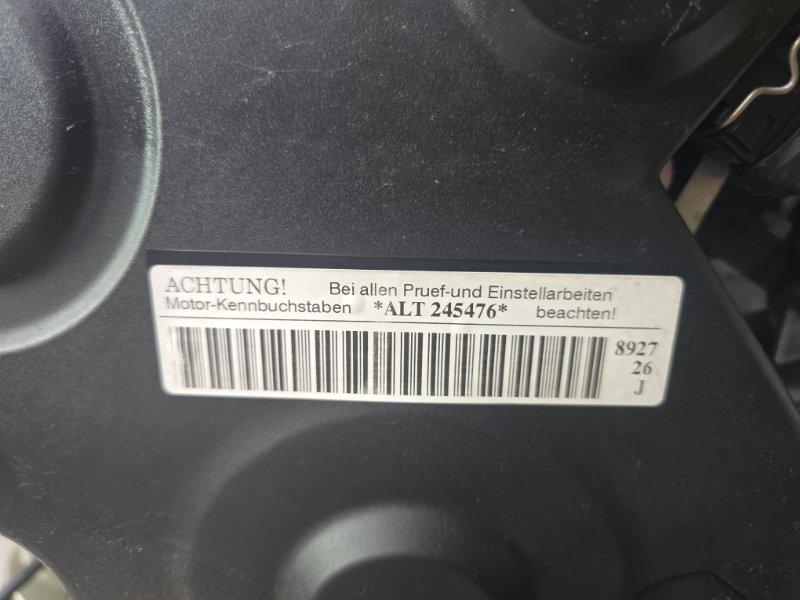 ACHTUNG! Bei allen Pruef-und Einstellarbeiten
Motor-Kennbuchstaben *ALT 245476* beachten!
8927
26
J